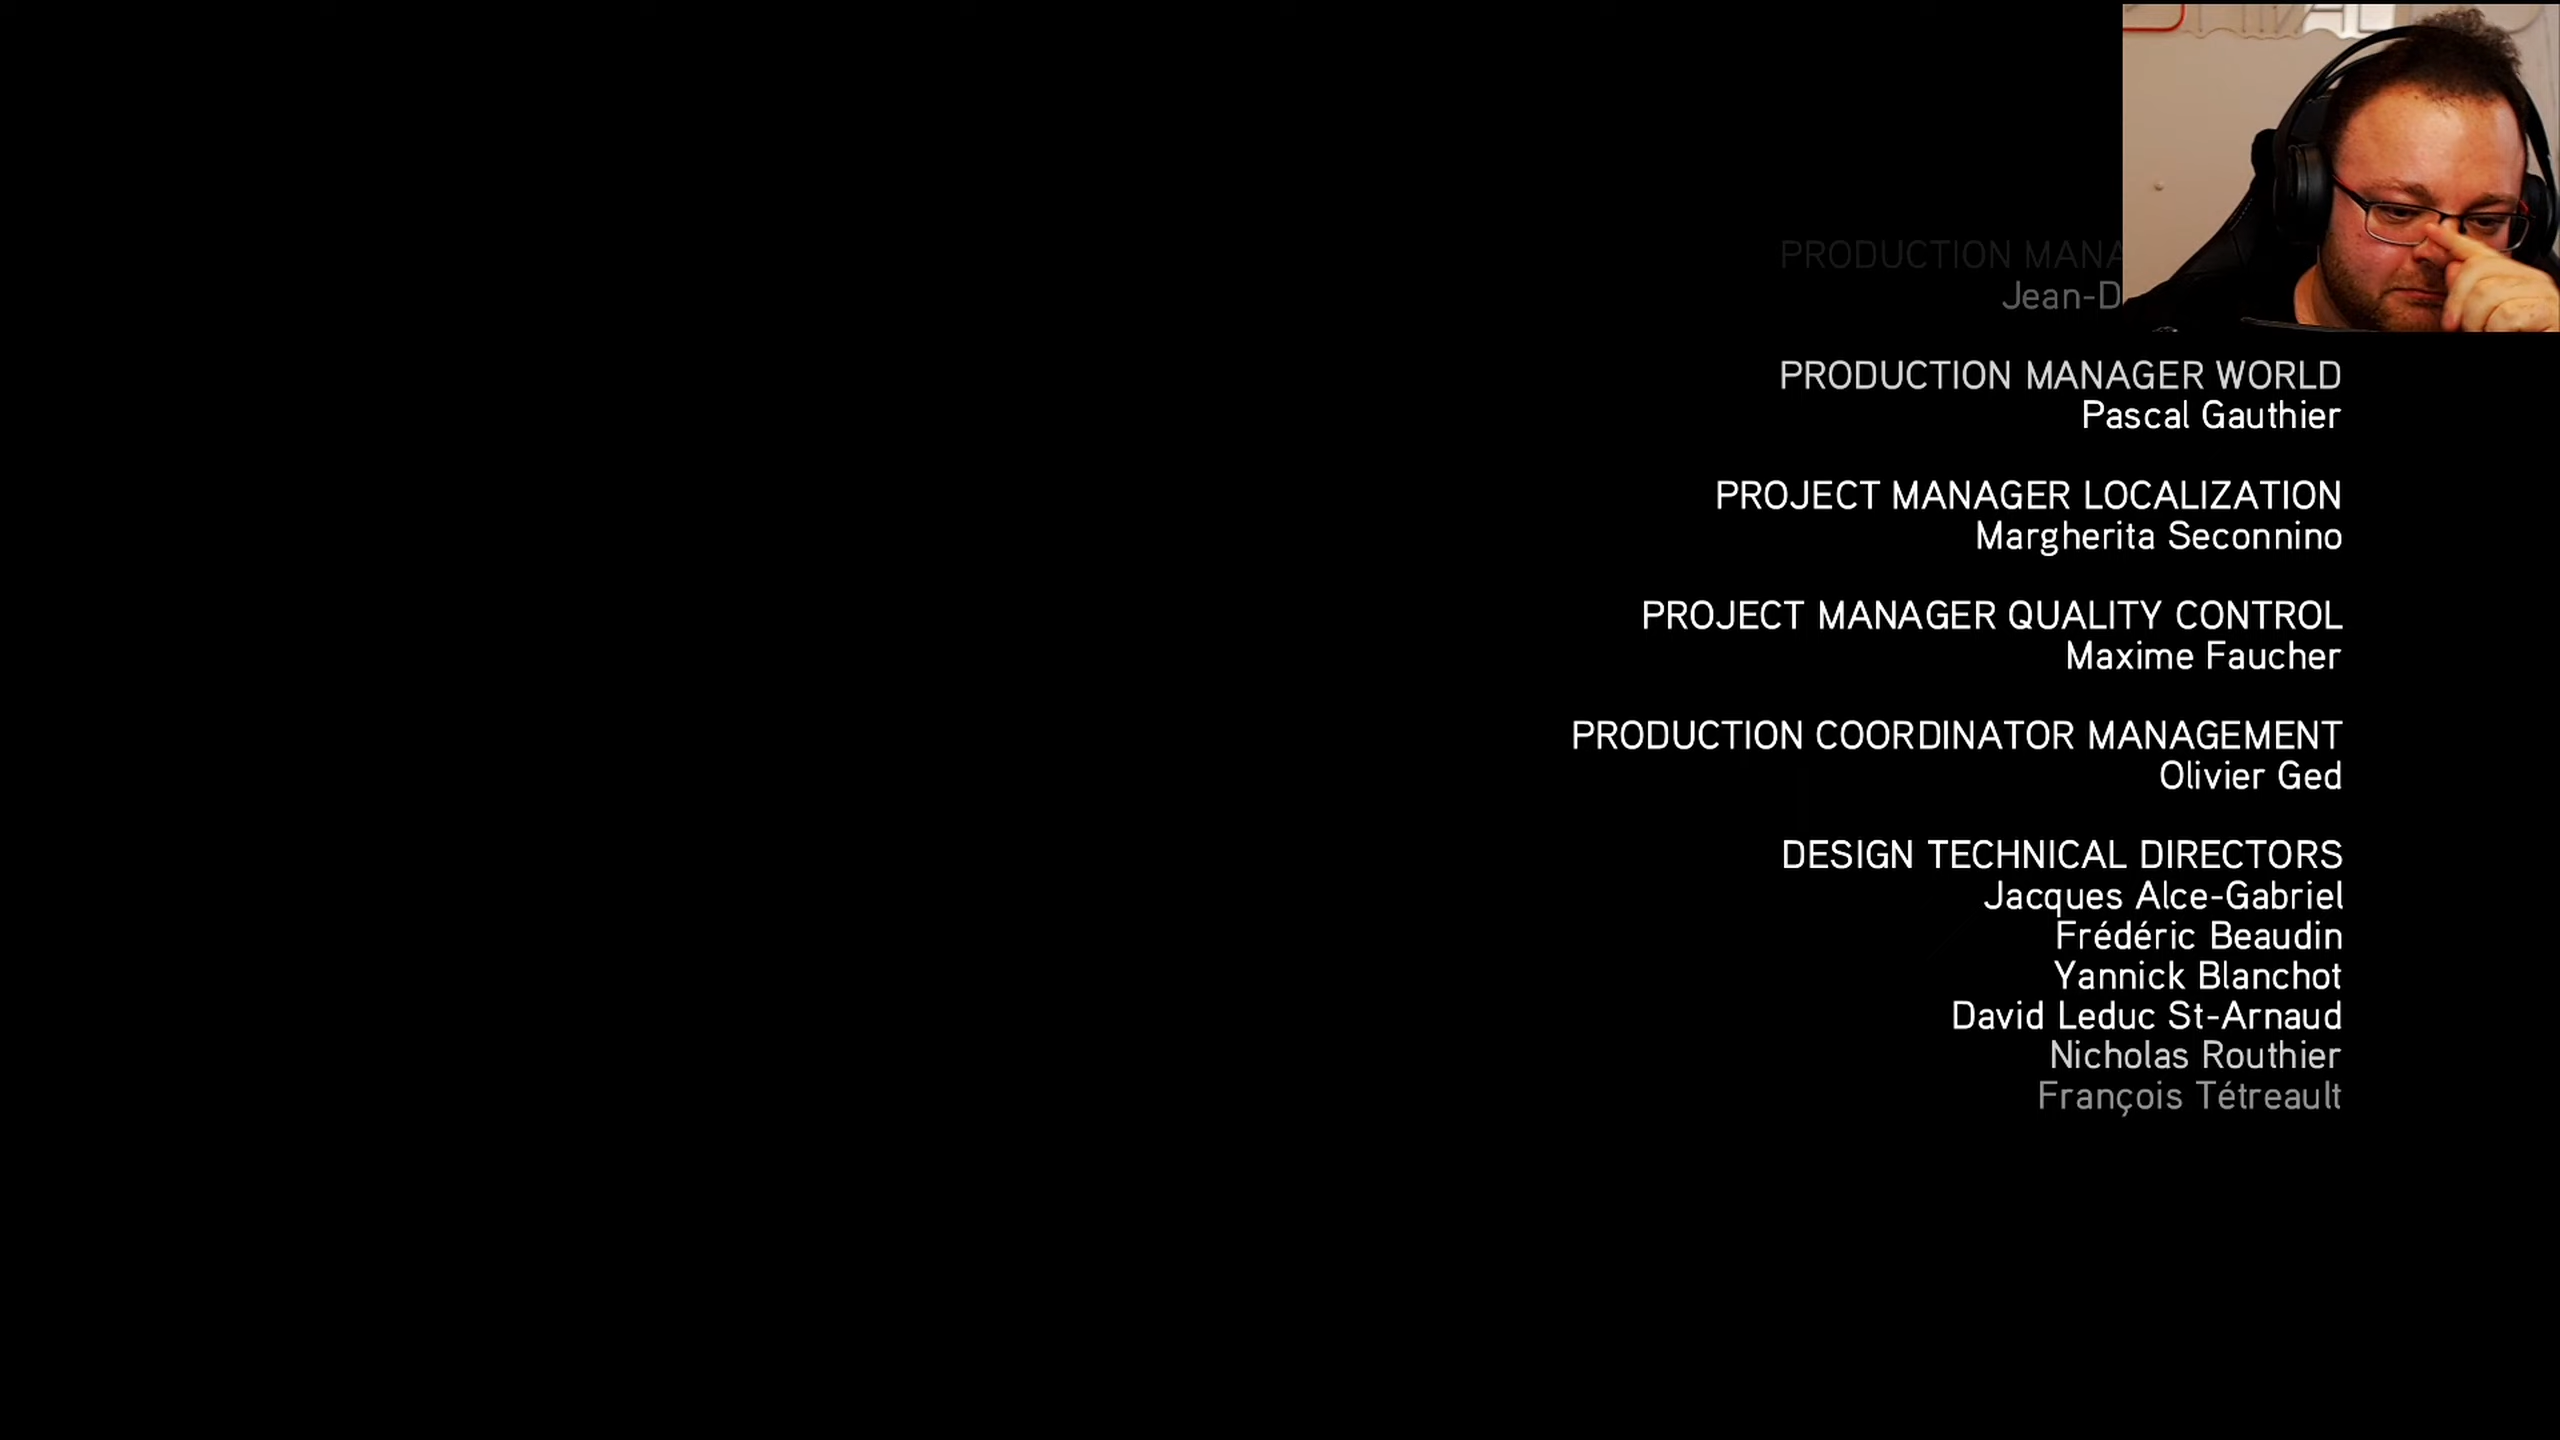 PRODUCTION MANA
Jean-D
PRODUCTION MANAGER WORLD
Pascal Gauthier
PROJECT MANAGER LOCALIZATION
Margherita Seconnino
PROJECT MANAGER QUALITY CONTROL
Maxime Faucher
PRODUCTION COORDINATOR MANAGEMENT
Olivier Ged
DESIGN TECHNICAL DIRECTORS
Jacques Alce-Gabriel
Frédéric Beaudin
Yannick Blanchot
David Leduc St-Arnaud
Nicholas Routhier
François Tétreault